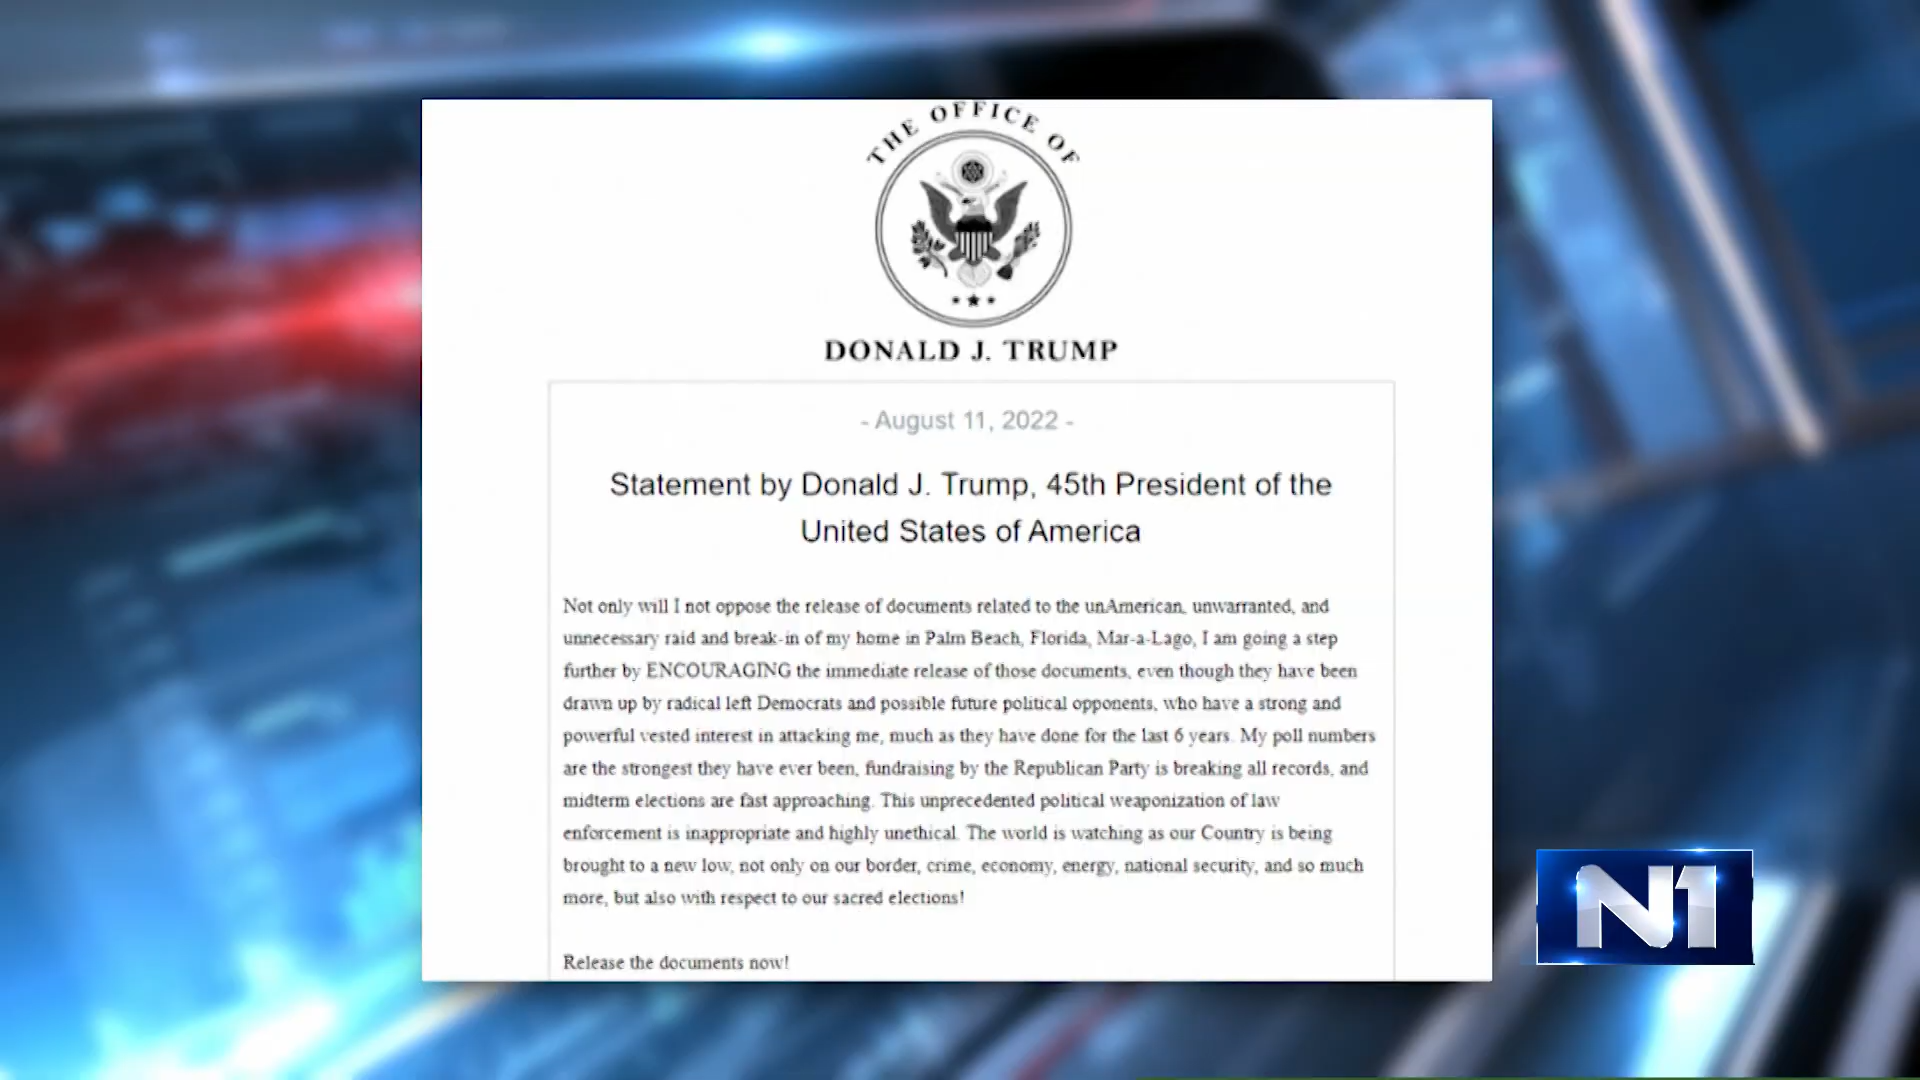 THE OFFICE OF
DONALD J. TRUMP
- August 11, 2022 -
Statement by Donald J. Trump, 45th President of the
United States of America
Not only will I not oppose the release of documents related to the unAmerican, unwarranted, and
unnecessary raid and break-in of my home in Palm Beach, Florida, Mar-a-Lago, I am going a step
further by ENCOURAGING the immediate release of those documents, even though they have been
drawn up by radical left Democrats and possible future political opponents, who have a strong and
powerful vested interest in attacking me, much as they have done for the last 6 years. My poll numbers
are the strongest they have ever been, fundraising by the Republican Party is breaking all records, and
midterm elections are fast approaching. This unprecedented political weaponization of law
enforcement is inappropriate and highly unethical. The world is watching as our Country is being
brought to a new low, not only on our border, crime, economy, energy, national security, and so much
more, but also with respect to our sacred elections!
Release the documents now!
N1